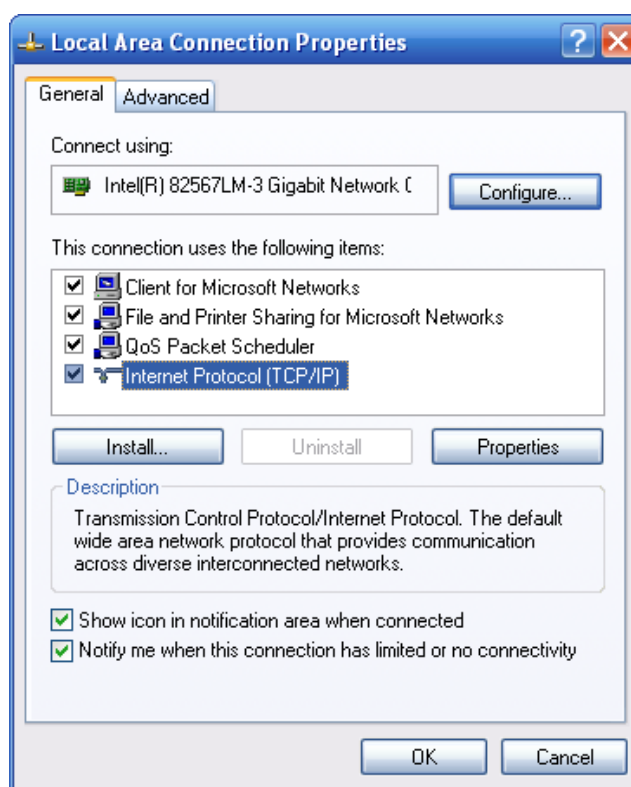 Local Area Connection Properties
General
Advanced
Connect using:
Intel(R) 82567LM-3 Gigabit Network C
Configure...
This connection uses the following items:
Client for Microsoft Networks
File and Printer Sharing for Microsoft Networks
QoS Packet Scheduler
Internet Protocol (TCP/IP)
Install...
Uninstall
Properties
Description
Transmission Control Protocol/Internet Protocol. The default
wide area network protocol that provides communication
across diverse interconnected networks.
Show icon in notification area when connected
Notify me when this connection has limited or no connectivity
OK
Cancel